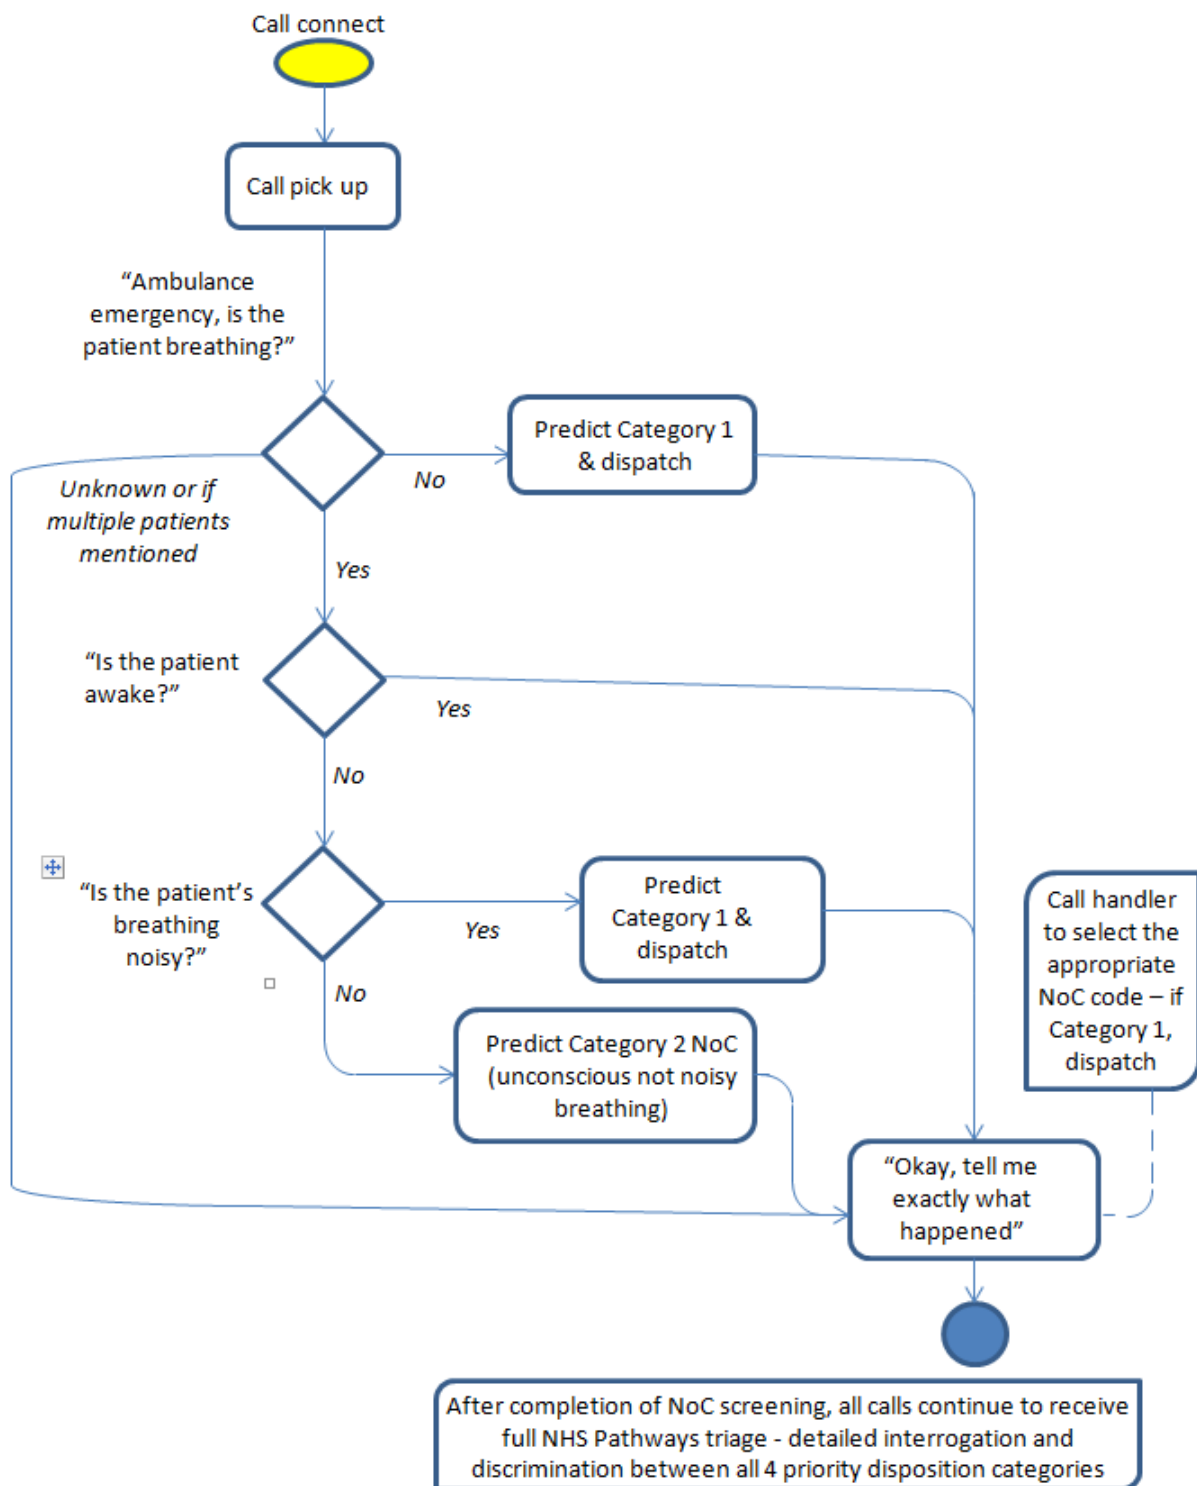 Call connect
Call pick up
“Ambulance
emergency, is the
patient breathing?”
Predict Category 1
& dispatch
No
Unknown or if
multiple patients
mentioned
Yes
“Is the patient
awake?”
Yes
No
“Is the patient’s
breathing
noisy?”
Yes
Predict
Category 1 &
dispatch
Call handler
to select the
appropriate
NoC code – if
Category 1,
dispatch
No
Predict Category 2 NoC
(unconscious not noisy
breathing)
“Okay, tell me
exactly what
happened”
After completion of NoC screening, all calls continue to receive
full NHS Pathways triage - detailed interrogation and
discrimination between all 4 priority disposition categories